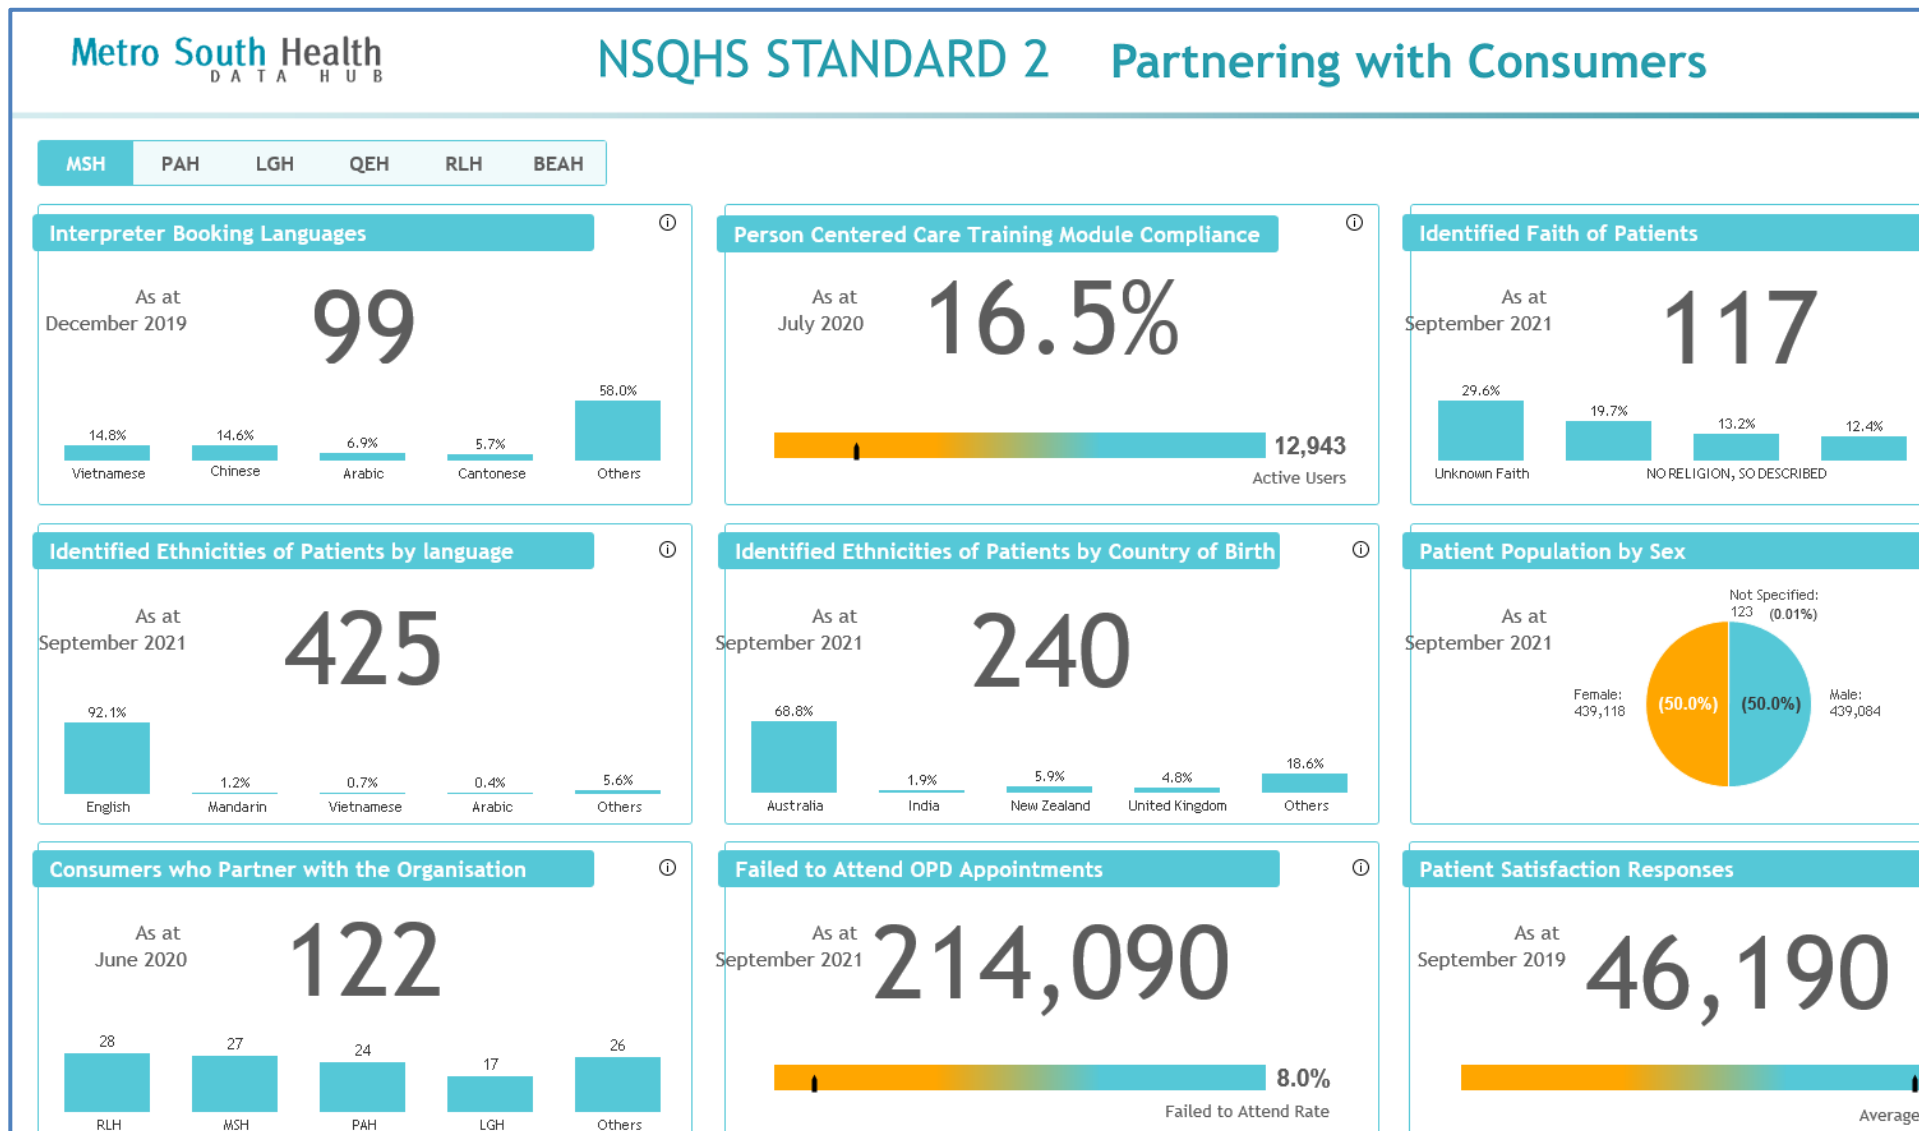 Metro South Health
DATA HUB
NSQHS STANDARD 2 Partnering with Consumers
MSH PAH LGH QEH RLH BEAH
Interpreter Booking Languages
As at
December 2019
99
14.8% 14.6% 6.9% 5.7% 58.0%
Vietnamese Chinese Arabic Cantonese Others
Person Centered Care Training Module Compliance
As at
July 2020
16.5%
12,943
Active Users
Identified Faith of Patients
As at
September 2021
117
29.6% 19.7% 13.2% 12.4%
Unknown Faith NO RELIGION, SO DESCRIBED
Identified Ethnicities of Patients by language
As at
September 2021
425
92.1% 1.2% 0.7% 0.4% 5.6%
English Mandarin Vietnamese Arabic Others
Identified Ethnicities of Patients by Country of Birth
As at
September 2021
240
68.8% 1.9% 5.9% 4.8% 18.6%
Australia India New Zealand United Kingdom Others
Patient Population by Sex
As at
September 2021
Not Specified:
123 (0.01%)
Female:
439,118
(50.0%) (50.0%)
Male:
439,084
Consumers who Partner with the Organisation
As at
June 2020
122
28 27 24 17 26
RLH MSH PAH LGH Others
Failed to Attend OPD Appointments
As at
September 2021
214,090
8.0%
Failed to Attend Rate
Patient Satisfaction Responses
As at
September 2019
46,190
Average